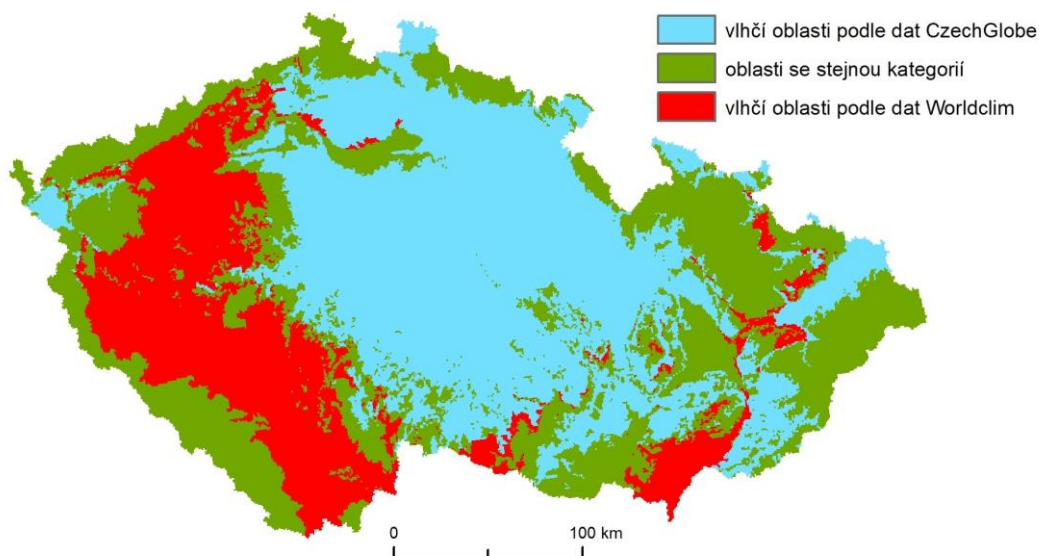 vlhčí oblasti podle dat CzechGlobe
oblasti se stejnou kategorií
vlhčí oblasti podle dat Worldclim
0 100 km